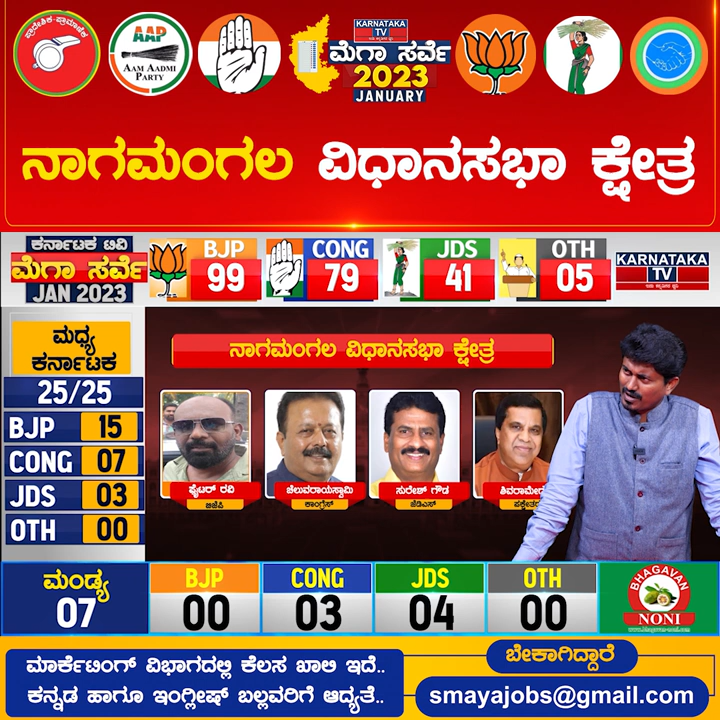 ಪ್ರಾದೇಶಿಕ-ಪ್ರಾಮಾಣಿಕ
AAP
AAM AADMI
PARTY
KARNATAKA
TV
ಮೆಗಾ ಸರ್ವೆ
2023
JANUARY
ನಾಗಮಂಗಲ ವಿಧಾನಸಭಾ ಕ್ಷೇತ್ರ
ಕರ್ನಾಟಕ ಟಿವಿ
ಮೆಗಾ ಸರ್ವೆ
JAN 2023
BJP
99
CONG
79
JDS
41
OTH
05
KARNATAKA
TV
ಮಧ್ಯ
ಕರ್ನಾಟಕ
25/25
BJP 15
CONG 07
JDS 03
OTH 00
ನಾಗಮಂಗಲ ವಿಧಾನಸಭಾ ಕ್ಷೇತ್ರ
ಫೈಟರ್ ರವಿ
ಬಿಜೆಪಿ
ಚೆಲುವರಾಯಸ್ವಾಮಿ
ಕಾಂಗ್ರೆಸ್
ಸುರೇಶ್ ಗೌಡ
ಜೆಡಿಎಸ್
ಮಂಡ್ಯ
07
BJP
00
CONG
03
JDS
04
OTH
00
BHAGAVAN
NONI
ಮಾರ್ಕೆಟಿಂಗ್ ವಿಭಾಗದಲ್ಲಿ ಕೆಲಸ ಖಾಲಿ ಇದೆ..
ಕನ್ನಡ ಹಾಗೂ ಇಂಗ್ಲೀಷ್ ಬಲ್ಲವರಿಗೆ ಆದ್ಯತೆ..
ಬೇಕಾಗಿದ್ದಾರೆ
smayajobs@gmail.com